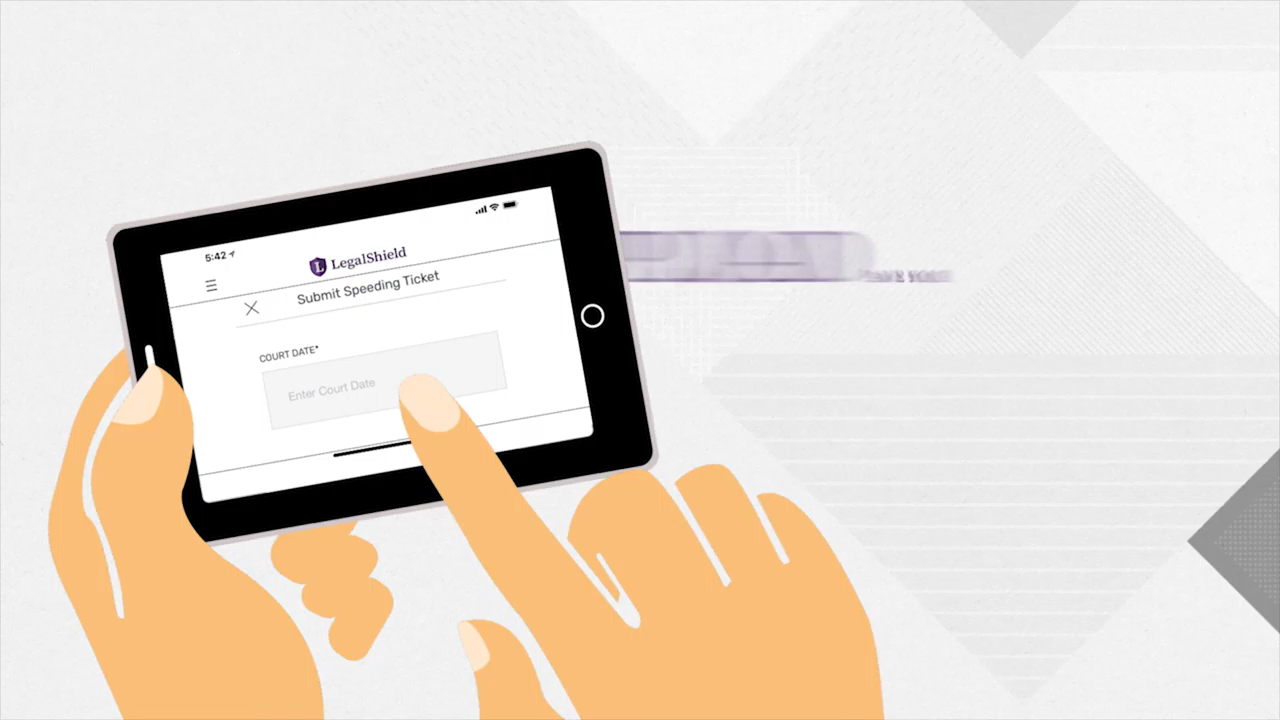 5:42
LegalShield
Submit Speeding Ticket
COURT DATE*
Enter Court Date